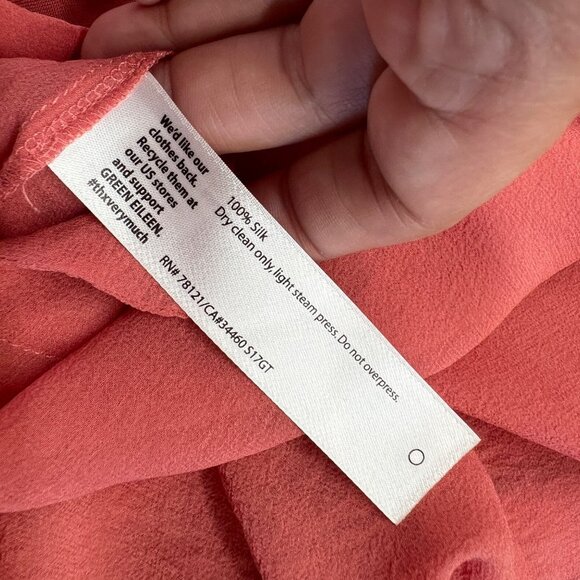 We'd like our
clothes back.
Recycle them at
our US stores
and support
GREEN EILEEN.
#thxverymuch
100% Silk
Dry clean only, light steam press. Do not overpress.
RN# 78121/CA#34460 S17GT